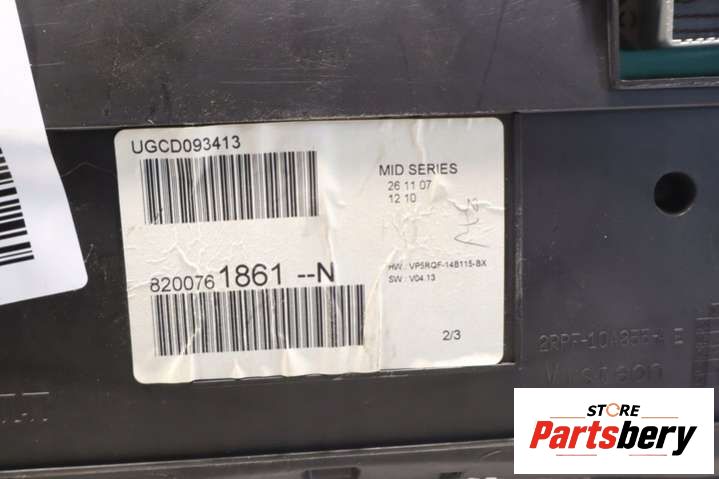 UGCD093413
MID SERIES
26 11 07
12 10
HW : VP5RQF-14B115-BX
SW : V04.13
8200761861 --N
2/3
STORE
Partsbery